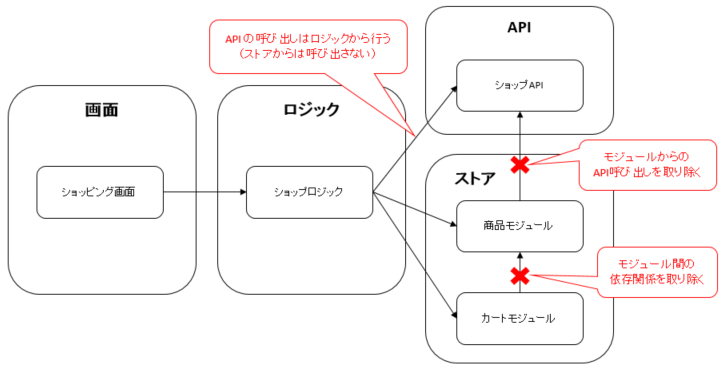 APIの呼び出しはロジックから行う
（ストアからは呼び出さない）
API
ショップAPI
画面
ロジック
ショッピング画面
ショップロジック
ストア
モジュールからの
API呼び出しを取り除く
商品モジュール
モジュール間の
依存関係を取り除く
カートモジュール